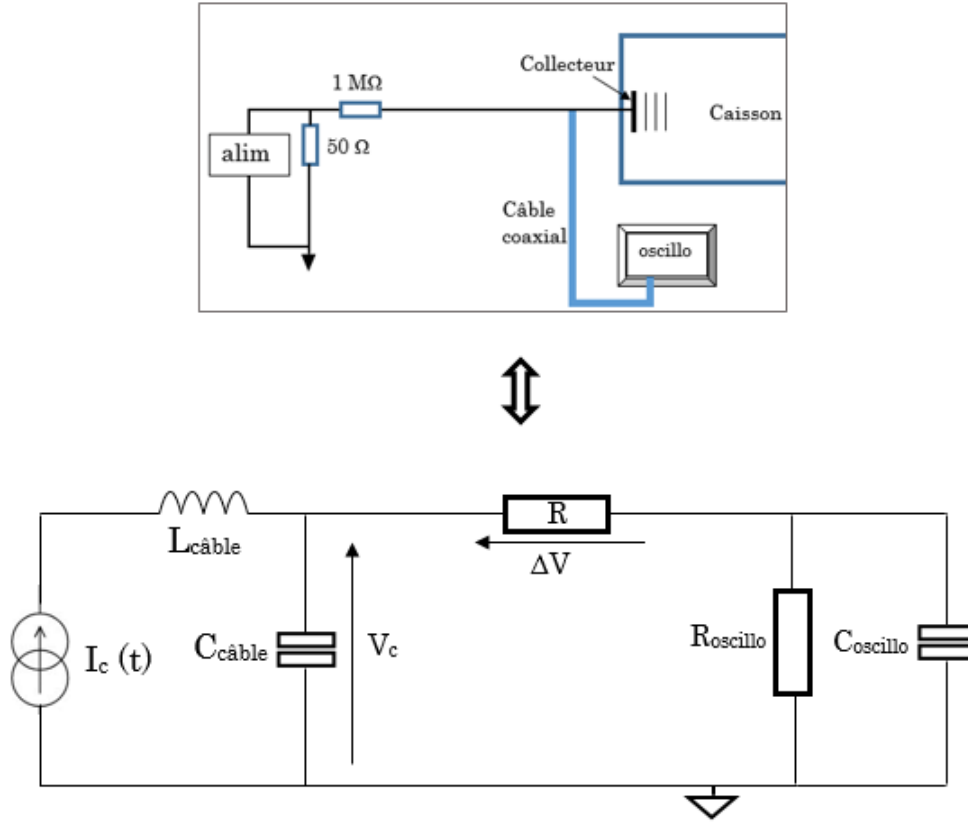 Collecteur
1 MΩ
Caisson
50 Ω
alim
Câble
coaxial
oscillo
R
Lcâble
ΔV
Ccâble
Vc
Ic (t)
Roscillo
Coscillo